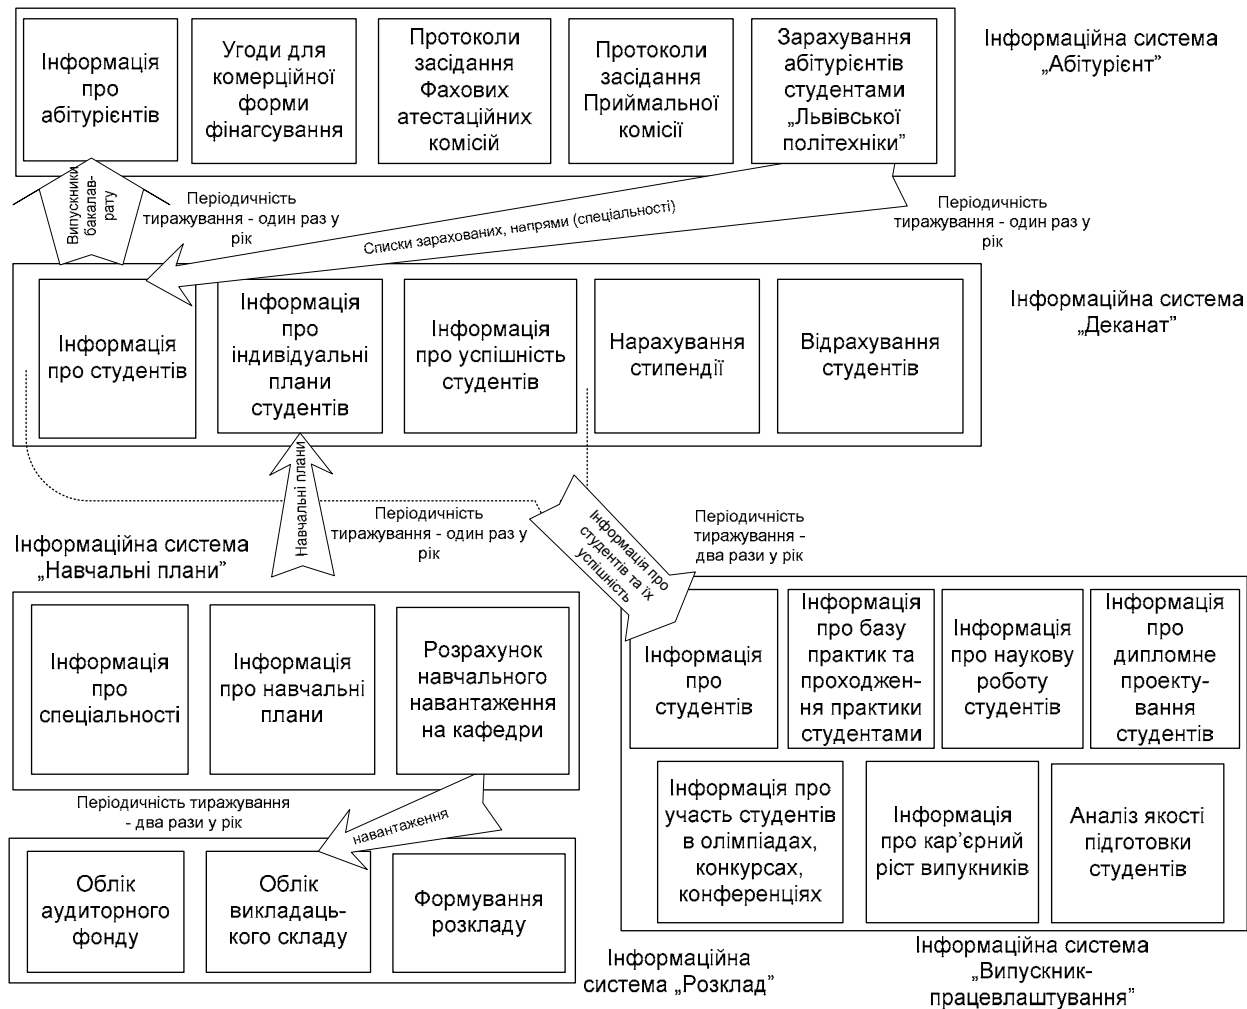 Інформація
про
абітурієнтів
Угоди для
комерційної
форми
фінагсування
Протоколи
засідання
Фахових
атестаційних
комісій
Протоколи
засідання
Приймальної
комісії
Зарахування
абітурієнтів
студентами
„Львівської
політехніки”
Інформаційна система
„Абітурієнт”
Випускники
бакалав-
рату
Періодичність
тиражування - один раз у
рік
Списки зарахованих, напрями (спеціальності)
Періодичність
тиражування - один раз у
рік
Інформація
про студентів
Інформація
про
індивідуальні
плани
студентів
Інформація
про успішність
студентів
Нарахування
стипендії
Відрахування
студентів
Інформаційна система
„Деканат”
Навчальні плани
Періодичність
тиражування - один раз у
рік
Інформація про
студентів та їх
успішність
Періодичність
тиражування -
два рази у рік
Інформаційна система
„Навчальні плани”
Інформація
про
спеціальності
Інформація
про навчальні
плани
Розрахунок
навчального
навантаження
на кафедри
Періодичність тиражування
- два рази у рік
навантаження
Облік
аудиторного
фонду
Облік
викладаць-
кого складу
Формування
розкладу
Інформаційна
система „Розклад”
Інформація
про
студентів
Інформація
про базу
практик та
проходжен-
ня практики
студентами
Інформація
про наукову
роботу
студентів
Інформація
про
дипломне
проекту-
вання
студентів
Інформація про
участь студентів
в олімпіадах,
конкурсах,
конференціях
Інформація
про кар’єрний
ріст випукників
Аналіз якості
підготовки
студентів
Інформаційна система
„Випускник-
працевлаштування”